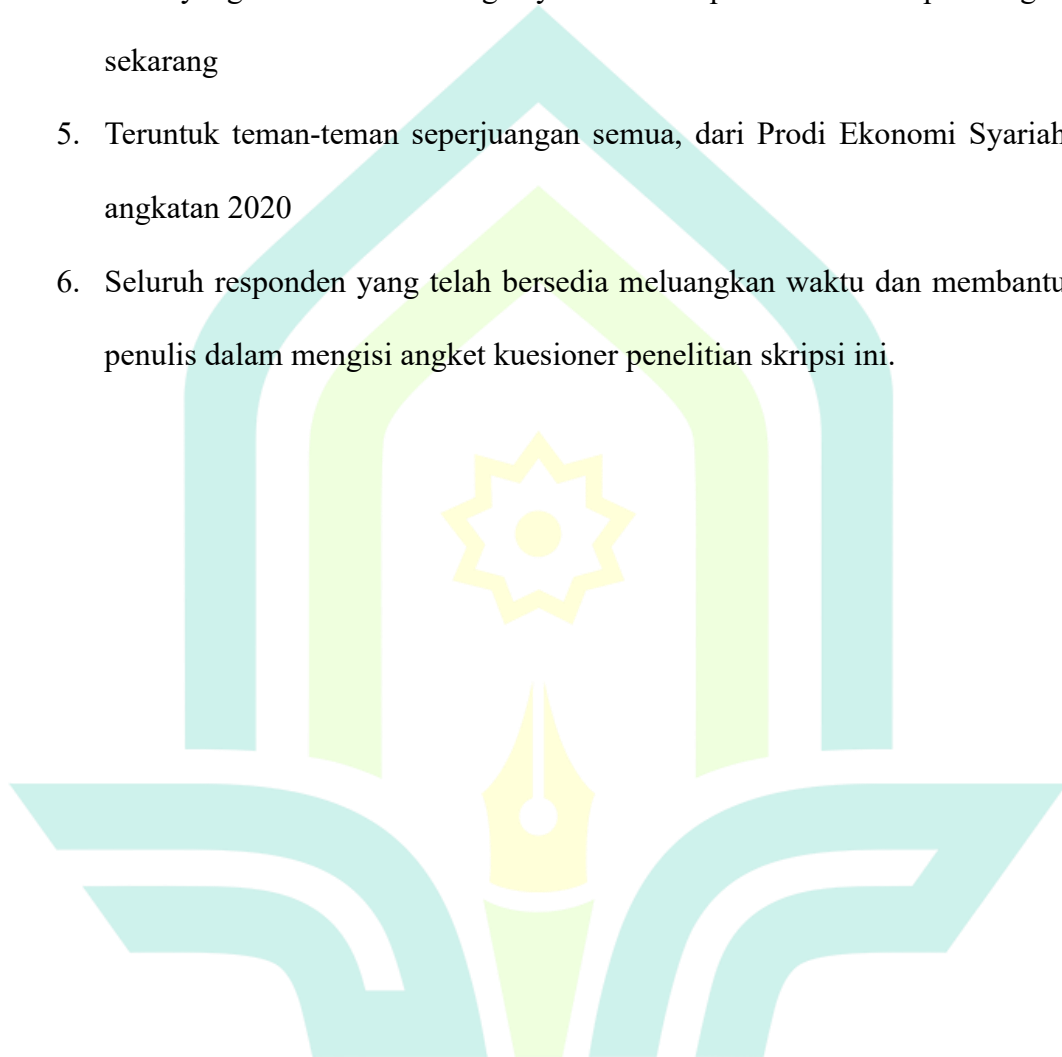 sekarang
5. Teruntuk teman-teman seperjuangan semua, dari Prodi Ekonomi Syariah
angkatan 2020
6. Seluruh responden yang telah bersedia meluangkan waktu dan membantu
penulis dalam mengisi angket kuesioner penelitian skripsi ini.